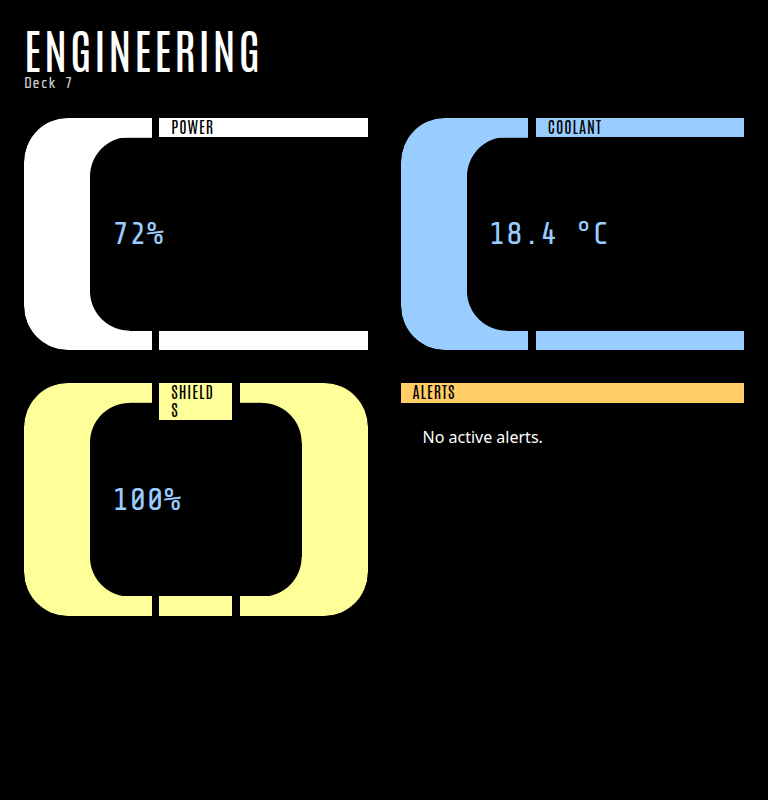 ENGINEERING
Deck 7
POWER
72%
COOLANT
18.4 °C
SHIELD
S
100%
ALERTS
No active alerts.